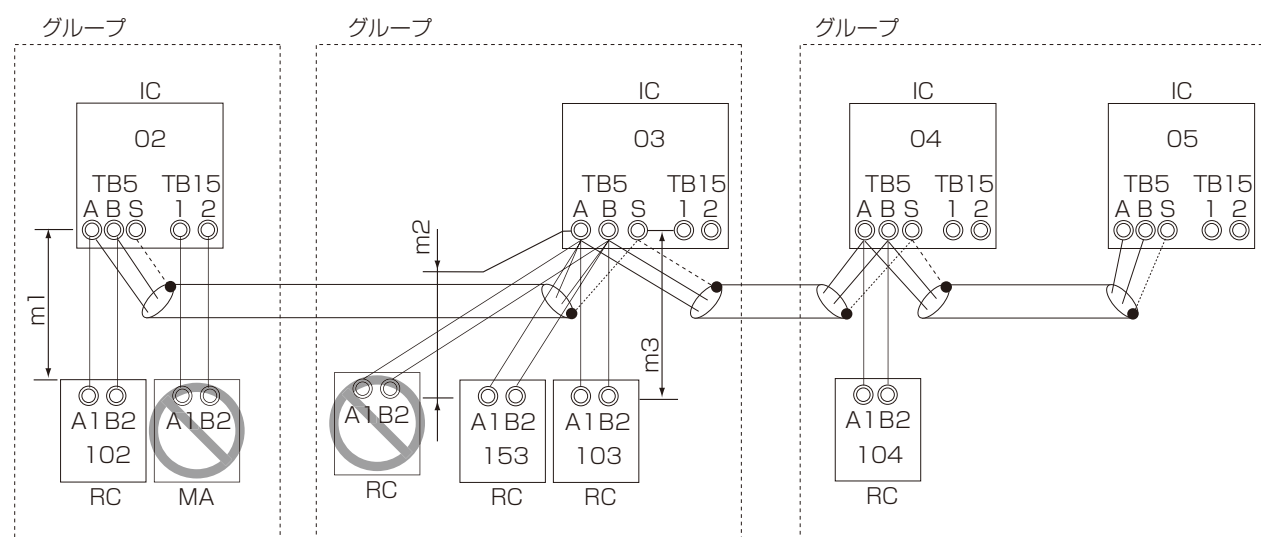 グループ
グループ
グループ
IC
IC
IC
IC
02
03
04
05
TB5 TB15
TB5 TB15
TB5 TB15
TB5 TB15
A B S 1 2
A B S 1 2
A B S 1 2
A B S 1 2
m1
m2
m3
A1B2
102
RC
A1B2
MA
A1B2
RC
A1B2
153
RC
A1B2
103
RC
A1B2
104
RC